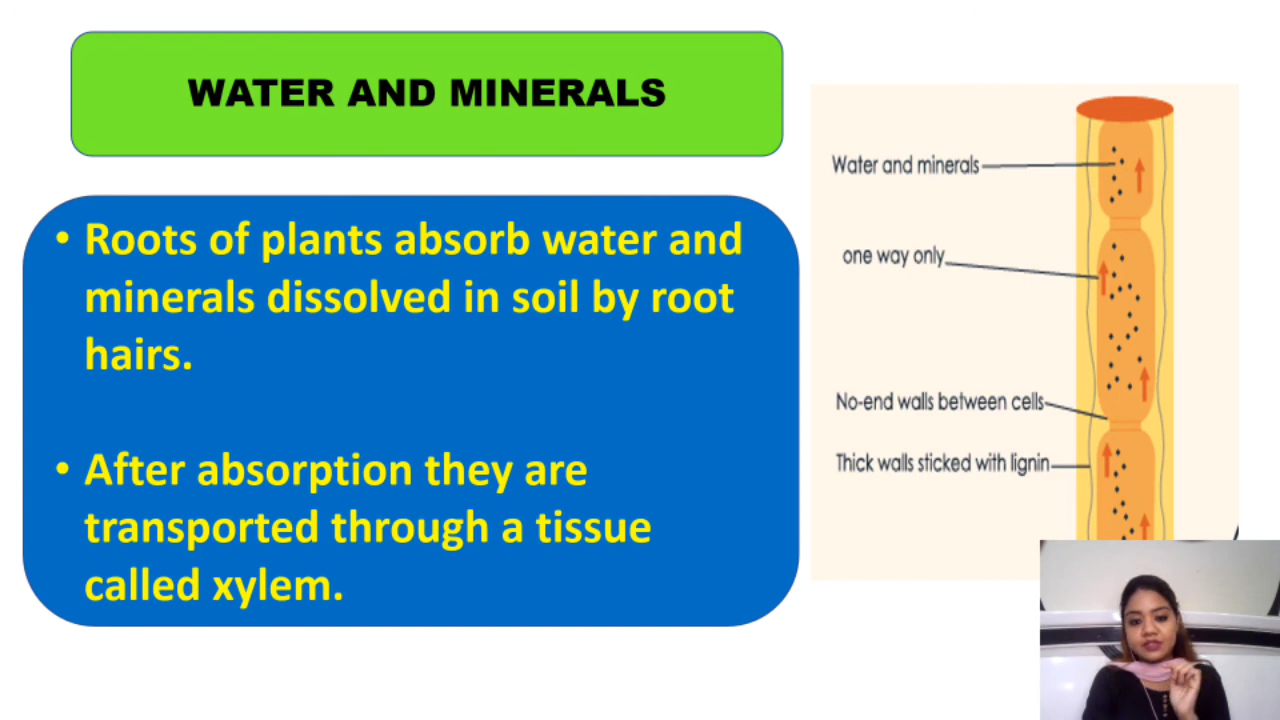 WATER AND MINERALS
• Roots of plants absorb water and
minerals dissolved in soil by root
hairs.
• After absorption they are
transported through a tissue
called xylem.
Water and minerals
one way only
No-end walls between cells
Thick walls sticked with lignin